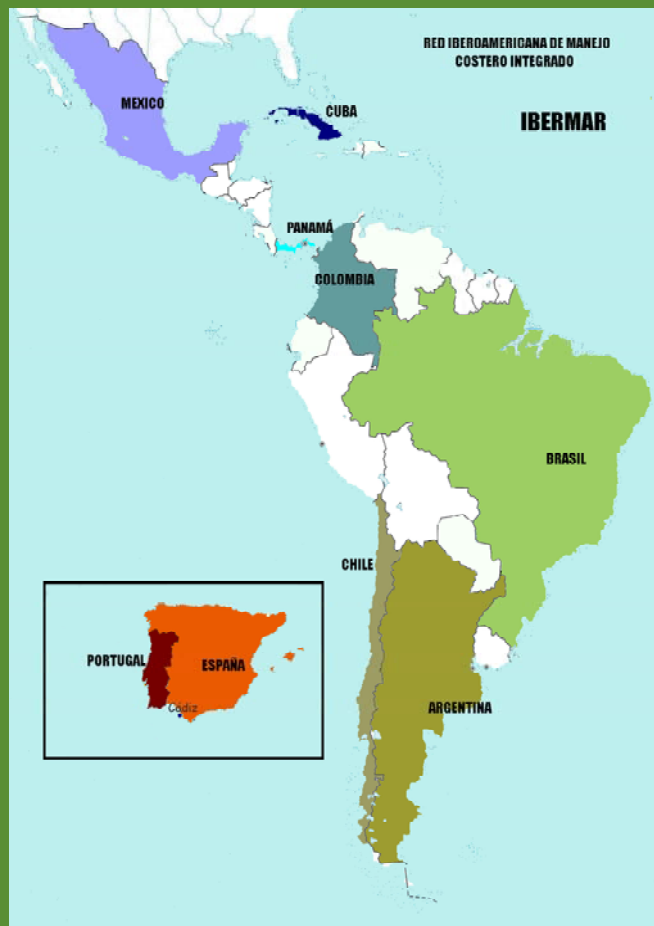 RED IBEROAMERICANA DE MANEJO
COSTERO INTEGRADO
IBERMAR
MEXICO
CUBA
PANAMÁ
COLOMBIA
BRASIL
CHILE
PORTUGAL
ESPAÑA
Cádiz
ARGENTINA